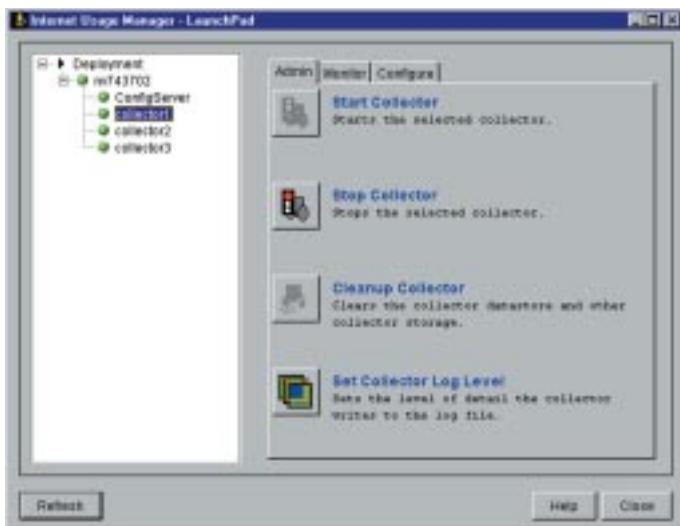 Internet Usage Manager - LaunchPad
Deployment
ConfigServer
collector1
collector2
collector3
Admin Monitor Configure
Start Collector
Starts the selected collector.
Stop Collector
Stops the selected collector.
Cleanup Collector
Clears the collector datastore and other
collector storage.
Set Collector Log Level
Sets the level of detail the collector
writes to the log file.
Refresh
Help Close